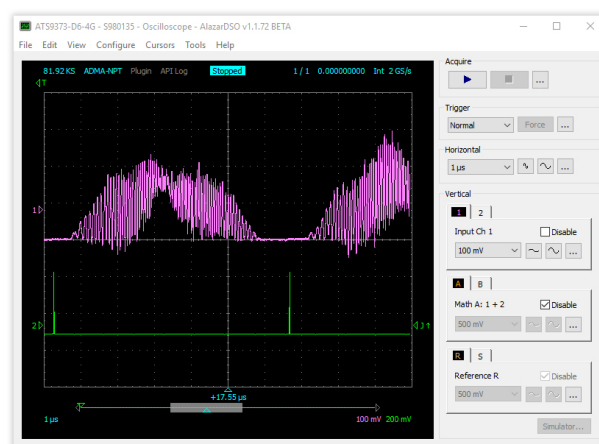 ATS9373-D6-4G - S980135 - Oscilloscope - AlazarDSO v1.1.72 BETA
File Edit View Configure Cursors Tools Help
81.92 KS ADMA-NPT Plugin API Log Stopped 1 / 1 0.000000000 Int 2 GS/s
T
1
2
J
+17.55 µs
1 µs 100 mV 200 mV
Acquire
...
Trigger
Normal Force ...
Horizontal
1 µs ...
Vertical
1 2
Input Ch 1 Disable
100 mV ...
A B
Math A: 1 + 2 Disable
500 mV ...
R S
Reference R Disable
500 mV ...
Simulator...